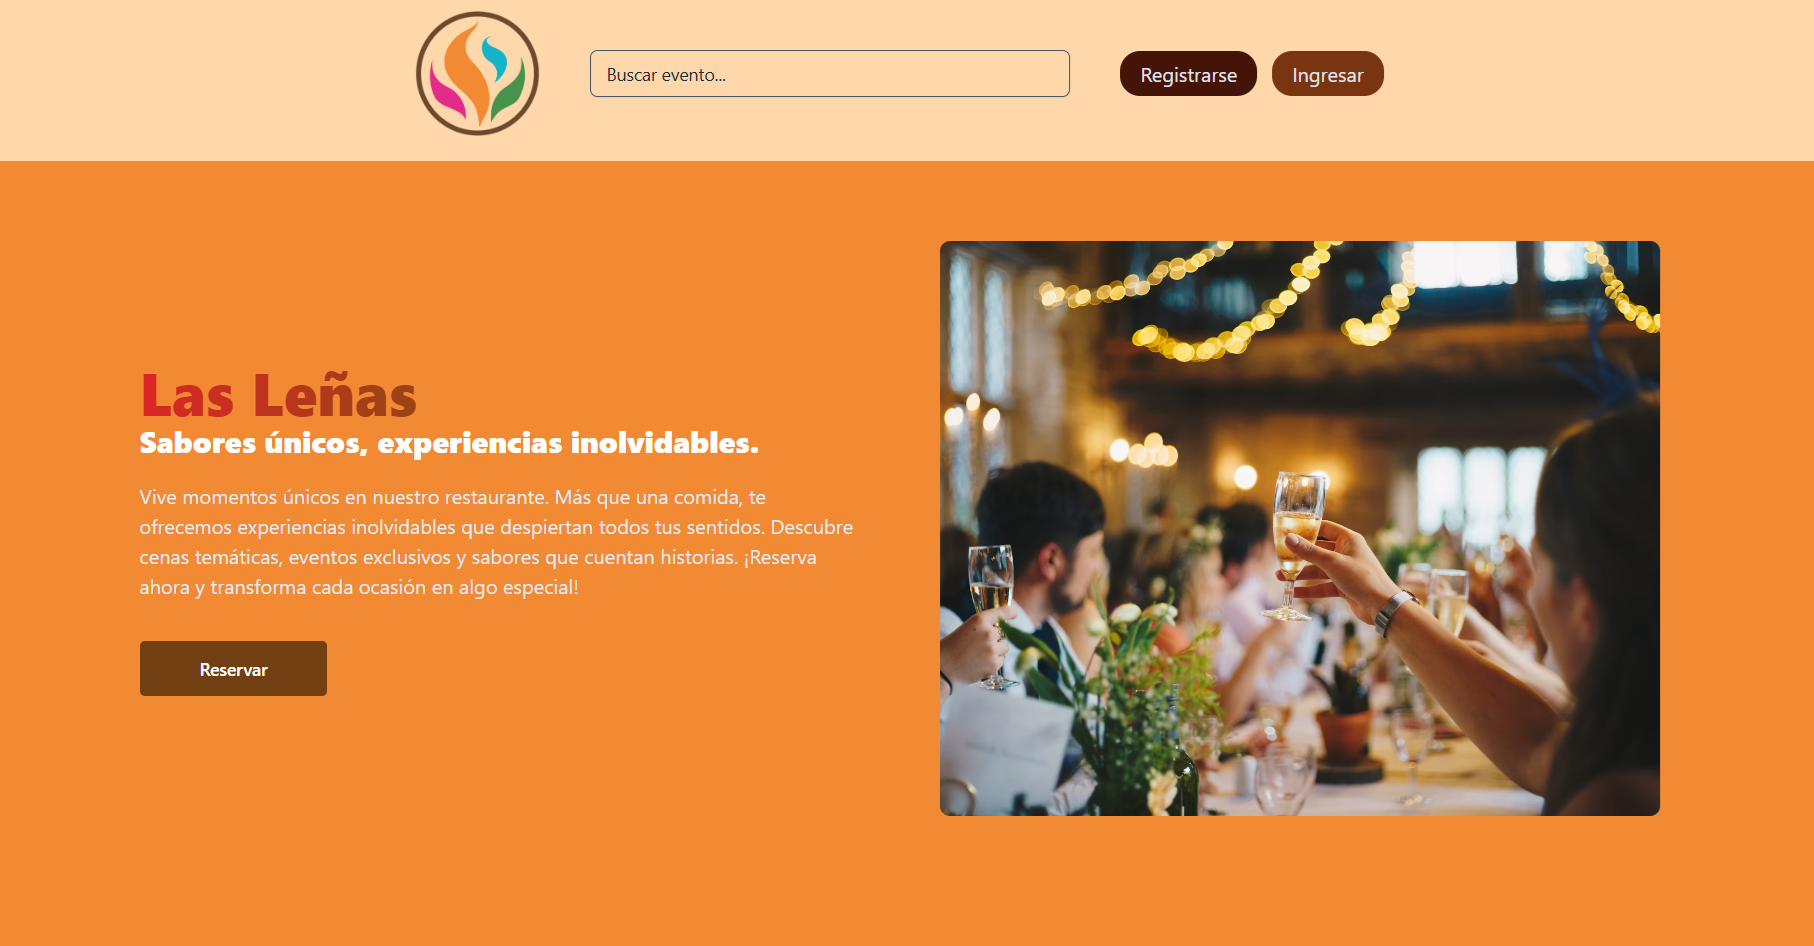 Buscar evento...
Registrarse
Ingresar
Las Leñas
Sabores únicos, experiencias inolvidables.
Vive momentos únicos en nuestro restaurante. Más que una comida, te
ofrecemos experiencias inolvidables que despiertan todos tus sentidos. Descubre
cenas temáticas, eventos exclusivos y sabores que cuentan historias. ¡Reserva
ahora y transforma cada ocasión en algo especial!
Reservar